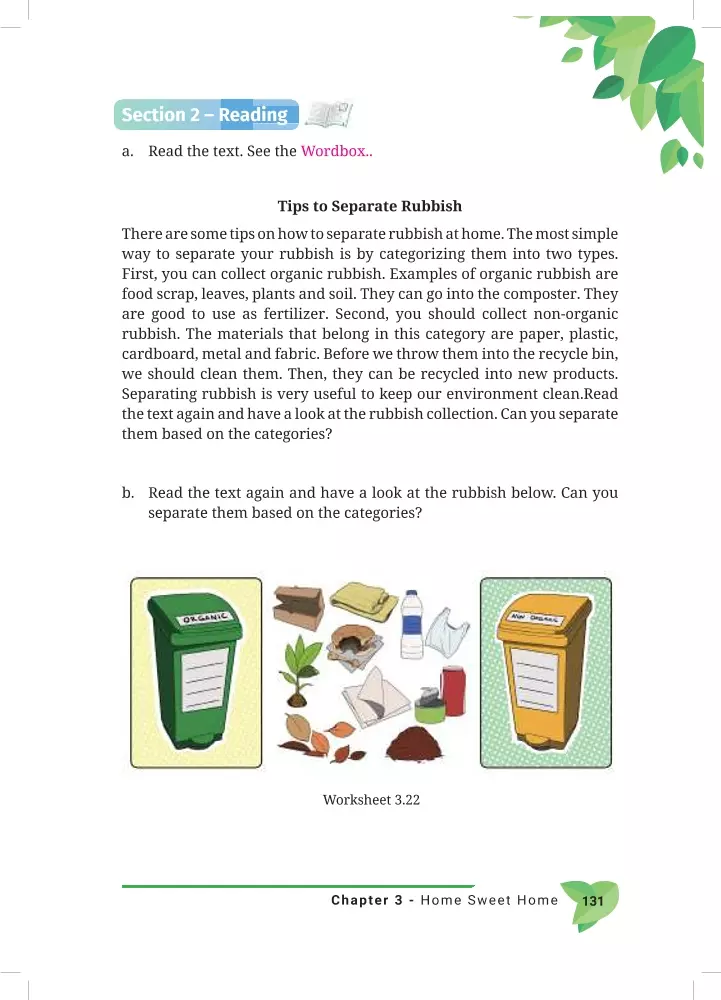 Section 2 – Reading
a. Read the text. See the Wordbox..
Tips to Separate Rubbish
There are some tips on how to separate rubbish at home. The most simple
way to separate your rubbish is by categorizing them into two types.
First, you can collect organic rubbish. Examples of organic rubbish are
food scrap, leaves, plants and soil. They can go into the composter. They
are good to use as fertilizer. Second, you should collect non-organic
rubbish. The materials that belong in this category are paper, plastic,
cardboard, metal and fabric. Before we throw them into the recycle bin,
we should clean them. Then, they can be recycled into new products.
Separating rubbish is very useful to keep our environment clean.Read
the text again and have a look at the rubbish collection. Can you separate
them based on the categories?
b. Read the text again and have a look at the rubbish below. Can you
separate them based on the categories?
ORGANIC
NON ORGANIC
Worksheet 3.22
Chapter 3 - Home Sweet Home 131